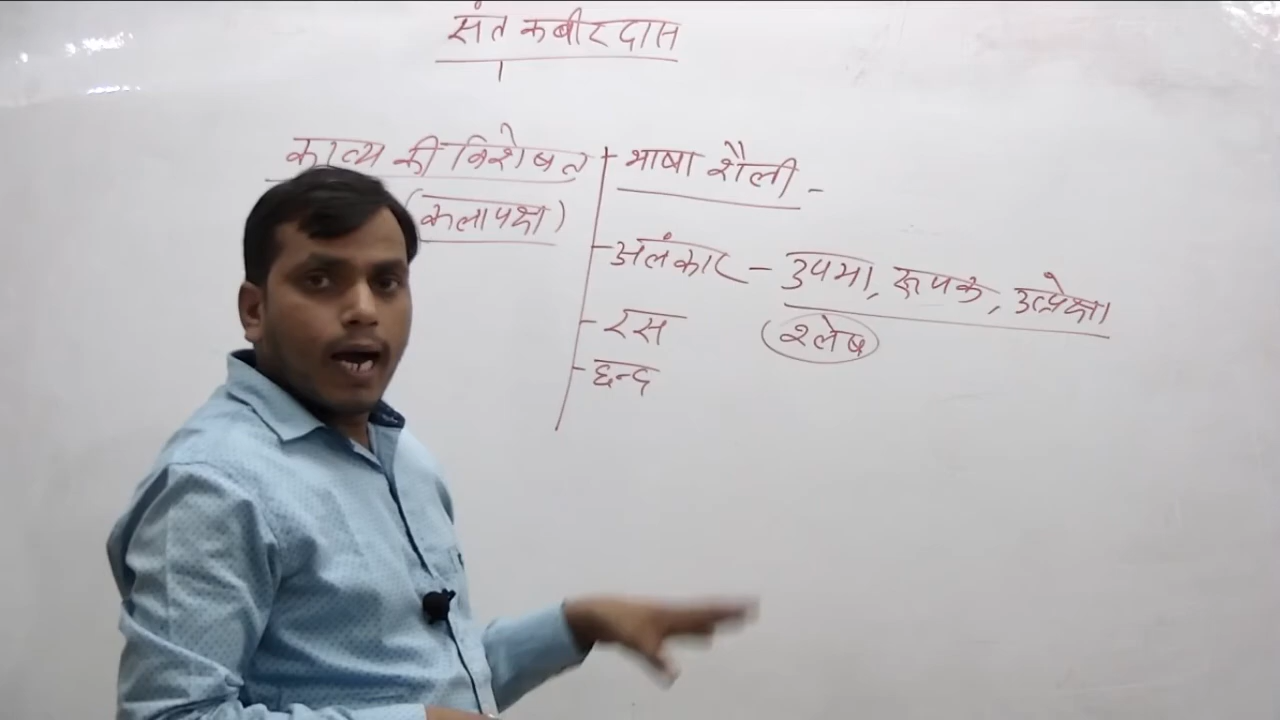 संत कबीरदास
काव्य की विशेषत
(कलापक्ष)
भाषा शैली -
अलंकार - उपमा, रूपक, उत्प्रेक्षा
श्लेष
रस
छन्द